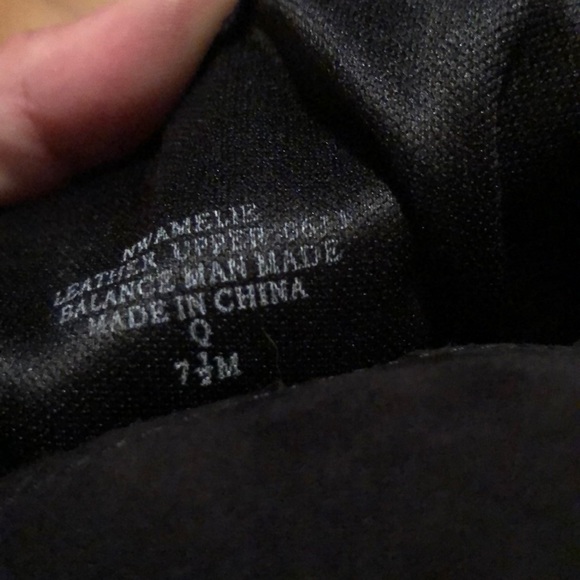 NWAMELIE
LEATHER UPPER
BALANCE MAN MADE
MADE IN CHINA
Q
7½M